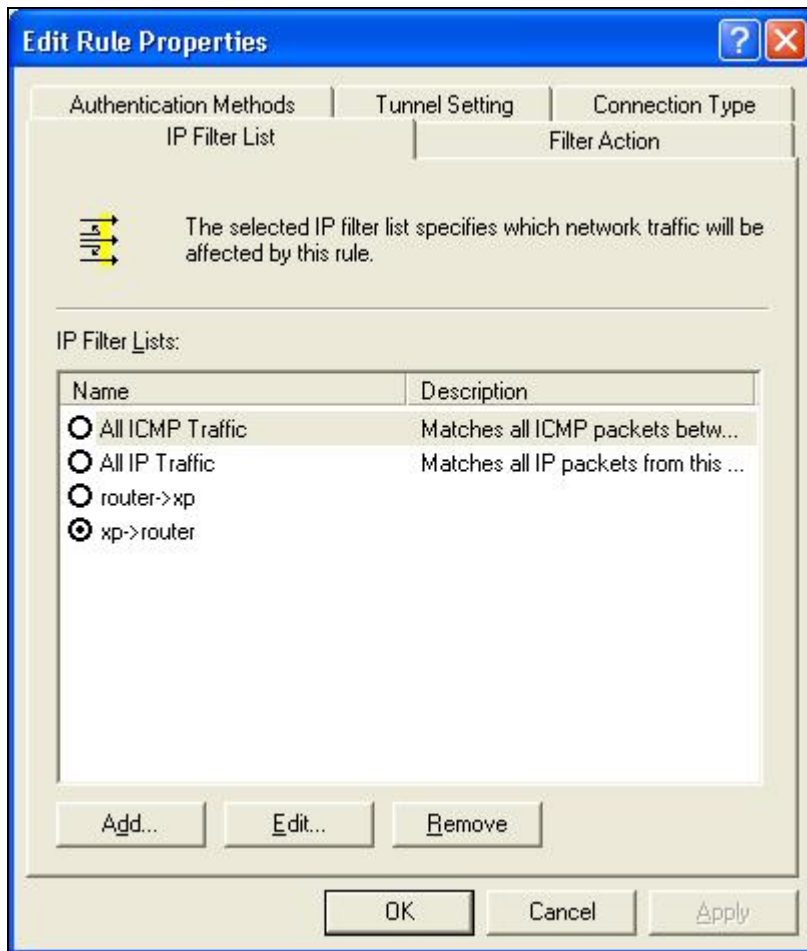 Edit Rule Properties
Authentication Methods Tunnel Setting Connection Type
IP Filter List Filter Action
The selected IP filter list specifies which network traffic will be
affected by this rule.
IP Filter Lists:
Name Description
All ICMP Traffic Matches all ICMP packets betw...
All IP Traffic Matches all IP packets from this ...
router->xp
xp->router
Add... Edit... Remove
OK Cancel Apply